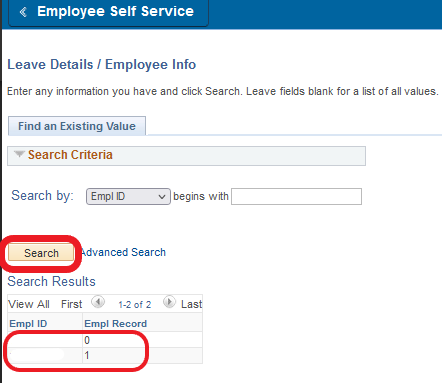 Employee Self Service
Leave Details / Employee Info
Enter any information you have and click Search. Leave fields blank for a list of all values.
Find an Existing Value
Search Criteria
Search by: Empl ID begins with
Search Advanced Search
Search Results
View All First 1-2 of 2 Last
Empl ID Empl Record
0
1